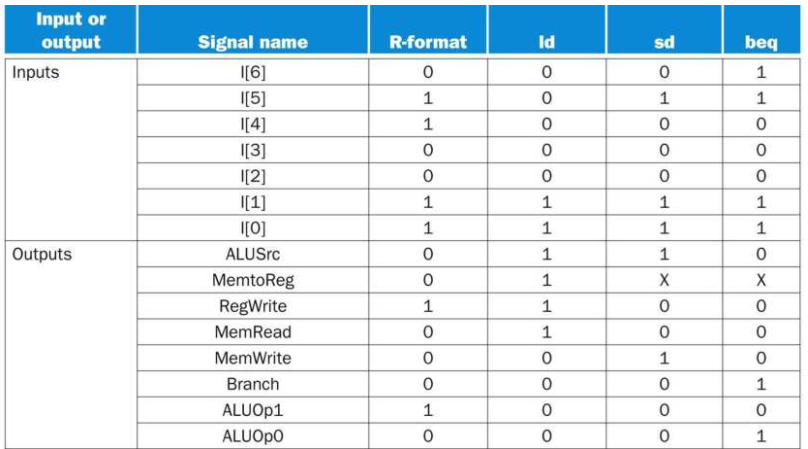 Input or output Signal name R-format ld sd beq
Inputs I[6] 0 0 0 1
I[5] 1 0 1 1
I[4] 1 0 0 0
I[3] 0 0 0 0
I[2] 0 0 0 0
I[1] 1 1 1 1
I[0] 1 1 1 1
Outputs ALUSrc 0 1 1 0
MemtoReg 0 1 X X
RegWrite 1 1 0 0
MemRead 0 1 0 0
MemWrite 0 0 1 0
Branch 0 0 0 1
ALUOp1 1 0 0 0
ALUOp0 0 0 0 1